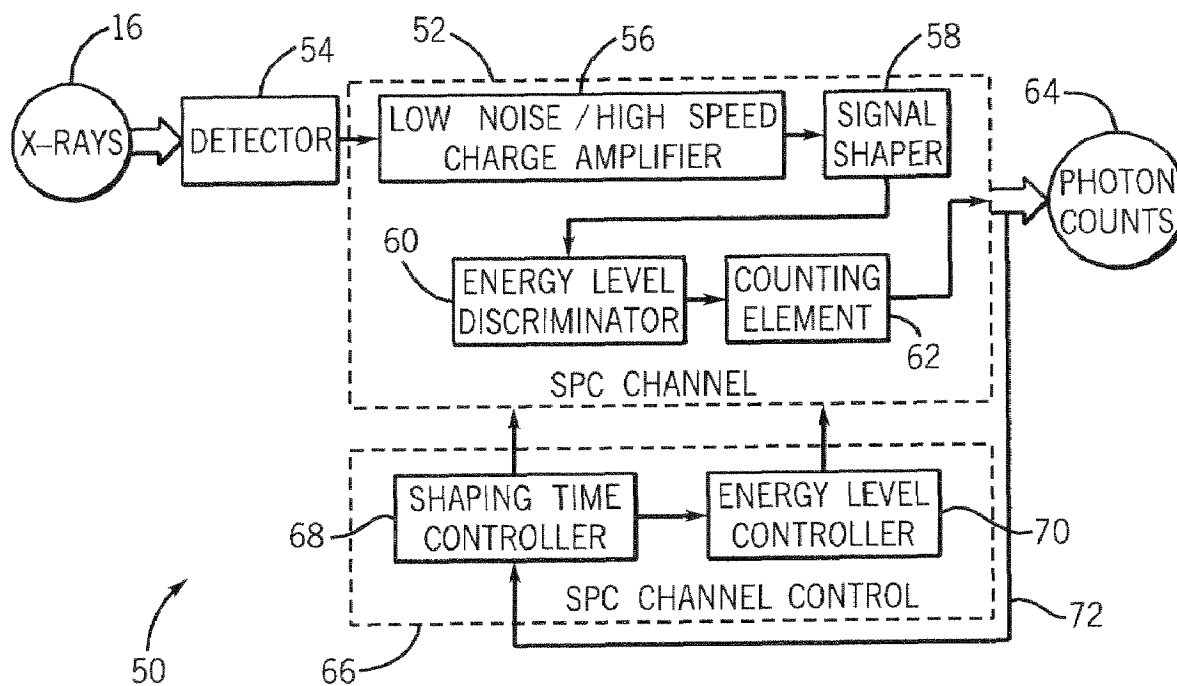 16
54
52
56
58
64
X-RAYS
DETECTOR
LOW NOISE / HIGH SPEED
CHARGE AMPLIFIER
SIGNAL
SHAPER
PHOTON
COUNTS
60
ENERGY LEVEL
DISCRIMINATOR
COUNTING
ELEMENT
62
SPC CHANNEL
68
SHAPING TIME
CONTROLLER
ENERGY LEVEL
CONTROLLER
70
SPC CHANNEL CONTROL
72
50
66